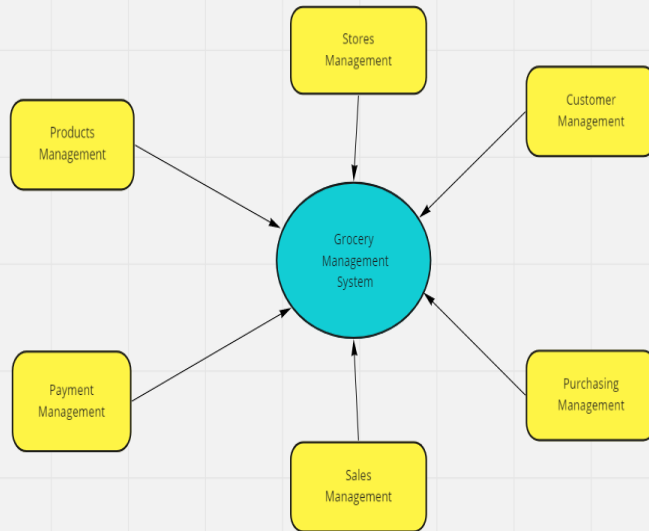 Stores
Management
Customer
Management
Products
Management
Grocery
Management
System
Payment
Management
Purchasing
Management
Sales
Management